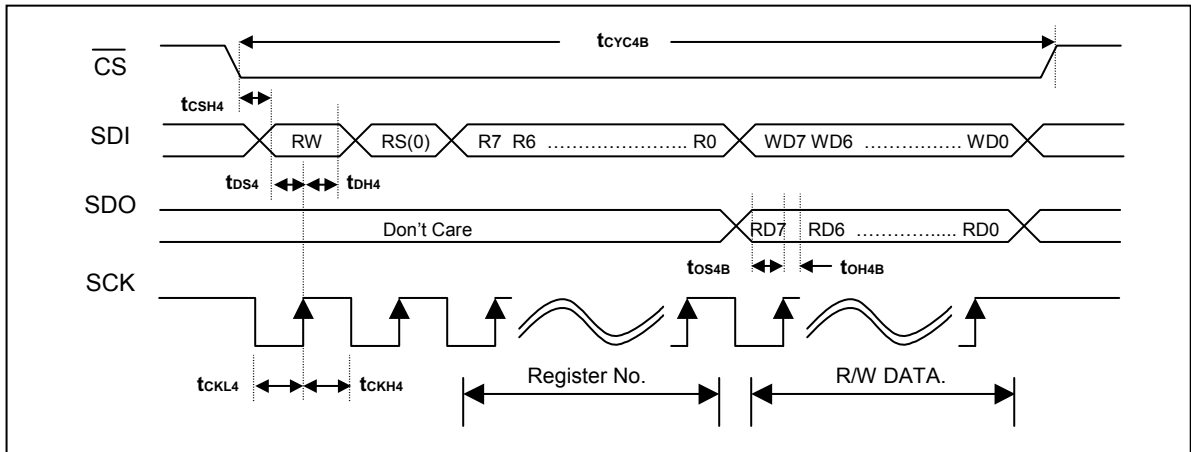 tCYC4B
CS
tCSH4
SDI
RW
RS(0)
R7 R6 ........................ R0
WD7 WD6 ................ WD0
tDS4
tDH4
SDO
Don't Care
RD7
RD6 ................. RD0
tOS4B
tOH4B
SCK
tCKL4
tCKH4
Register No.
R/W DATA.